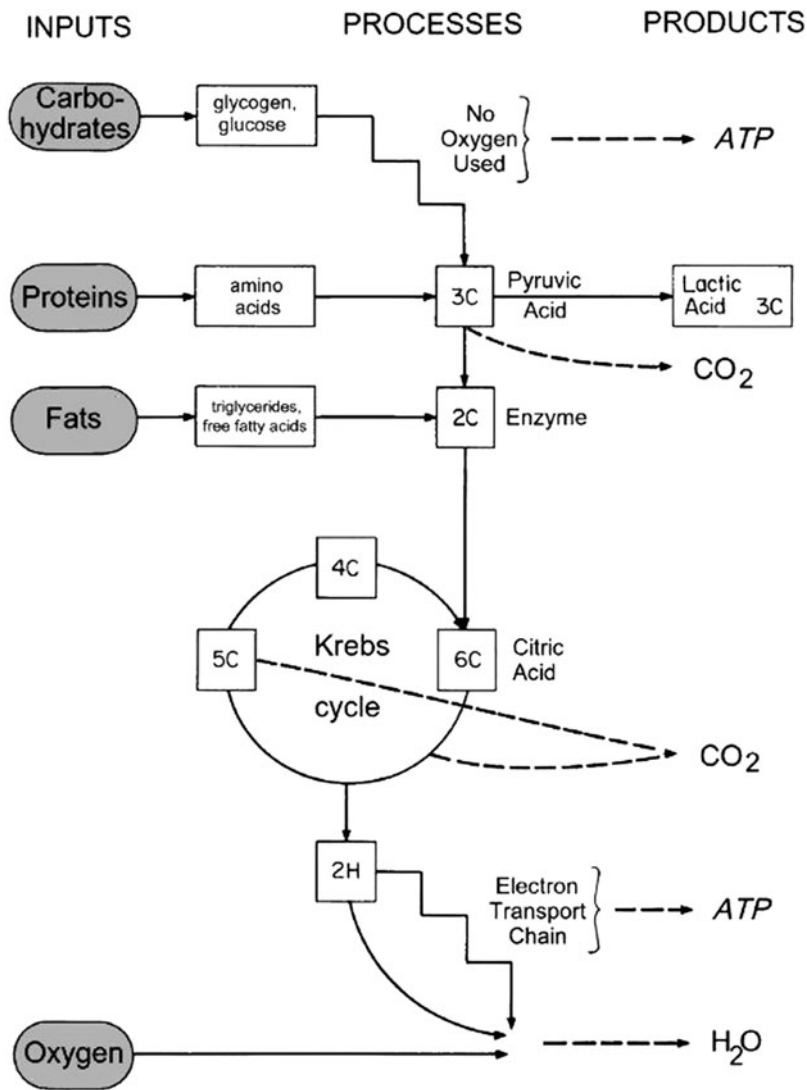 INPUTS PROCESSES PRODUCTS
Carbo-
hydrates
glycogen,
glucose
No
Oxygen
Used
ATP
Proteins
amino
acids
3C
Pyruvic
Acid
Lactic
Acid 3C
CO2
Fats
triglycerides,
free fatty acids
2C
Enzyme
4C
Krebs
5C
6C
Citric
Acid
cycle
CO2
2H
Electron
Transport
Chain
ATP
Oxygen
H2O